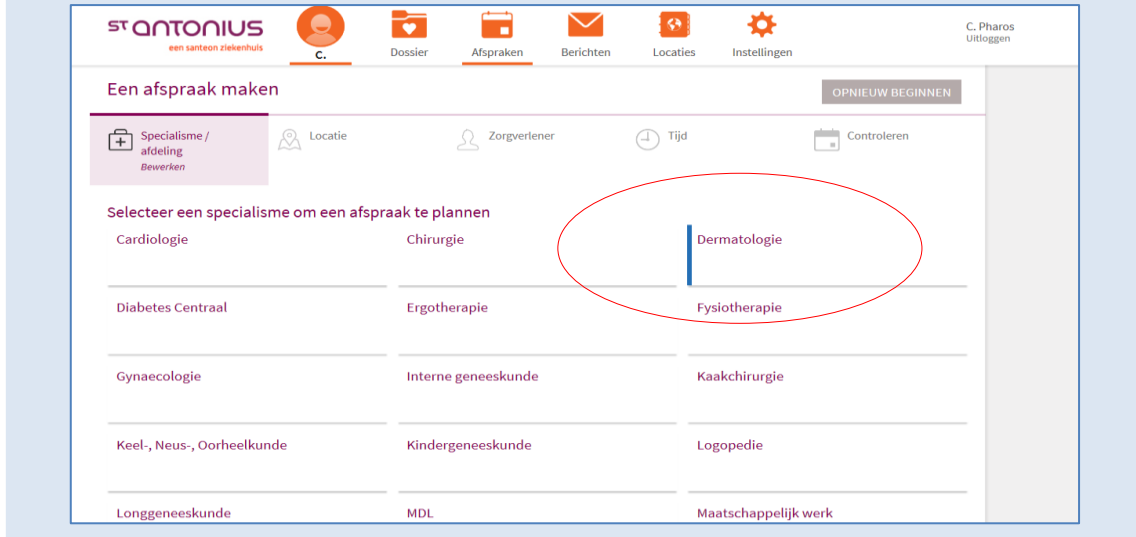 ST antonius
een santeon ziekenhuis
C.
Dossier
Afspraken
Berichten
Locaties
Instellingen
C. Pharos
Uitloggen
Een afspraak maken
OPNIEUW BEGINNEN
Specialisme /
afdeling
Bewerken
Locatie
Zorgverlener
Tijd
Controleren
Selecteer een specialisme om een afspraak te plannen
Cardiologie
Chirurgie
Dermatologie
Diabetes Centraal
Ergotherapie
Fysiotherapie
Gynaecologie
Interne geneeskunde
Kaakchirurgie
Keel-, Neus-, Oorheelkunde
Kindergeneeskunde
Logopedie
Longgeneeskunde
MDL
Maatschappelijk werk